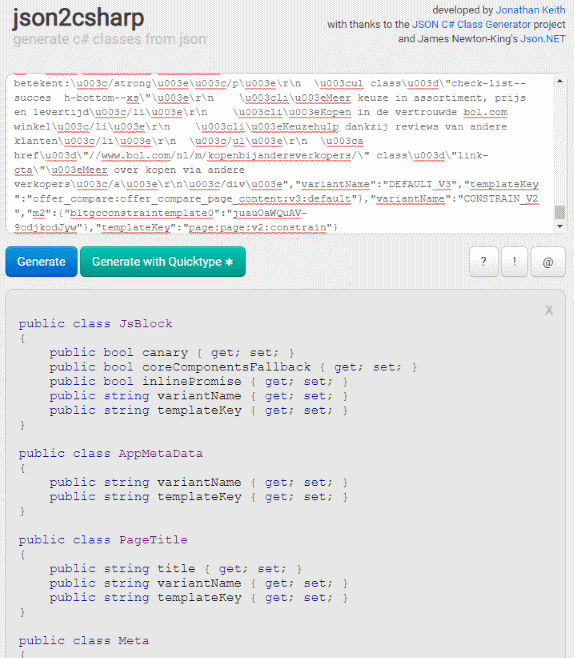 json2csharp
generate c# classes from json
developed by Jonathan Keith
with thanks to the JSON C# Class Generator project
and James Newton-King's Json.NET
betekent:\u003c/strong\u003e\u003c/p\u003e\r\n  \u003cul class\u003d\"check-list--
succes  h-bottom--xs\"\u003e\r\n    \u003cli\u003eMeer keuze in assortiment, prijs
en levertijd\u003c/li\u003e\r\n    \u003cli\u003eKopen in de vertrouwde bol.com
winkel\u003c/li\u003e\r\n    \u003cli\u003eKeuzehulp dankzij reviews van andere
klanten\u003c/li\u003e\r\n  \u003c/ul\u003e\r\n  \u003ca
href\u003d\"//www.bol.com/nl/m/kopenbijandereverkopers/\" class\u003d\"link-
cta\"\u003eMeer over kopen via andere
verkopers\u003c/a\u003e\r\n\u003c/div\u003e","variantName":"DEFAULT_V3","templateKey
":"offer_compare:offer_compare_page_content:v3:default"},"variantName":"CONSTRAIN_V2
","m2":{"bltgcconstraintemplate0":"juauOaWQuAV-
9odjkodJyw"},"templateKey":"page:page:v2:constrain"}
Generate
Generate with Quicktype ✱
?
!
@
x
public class JsBlock
{
    public bool canary { get; set; }
    public bool coreComponentsFallback { get; set; }
    public bool inlinePromise { get; set; }
    public string variantName { get; set; }
    public string templateKey { get; set; }
}
public class AppMetaData
{
    public string variantName { get; set; }
    public string templateKey { get; set; }
}
public class PageTitle
{
    public string title { get; set; }
    public string variantName { get; set; }
    public string templateKey { get; set; }
}
public class Meta
{